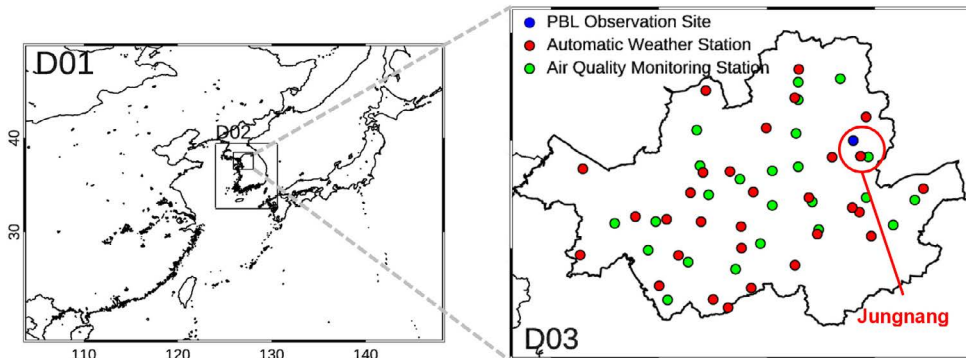 D01
D02
40
30
110
120
130
140
PBL Observation Site
Automatic Weather Station
Air Quality Monitoring Station
Jungnang
D03